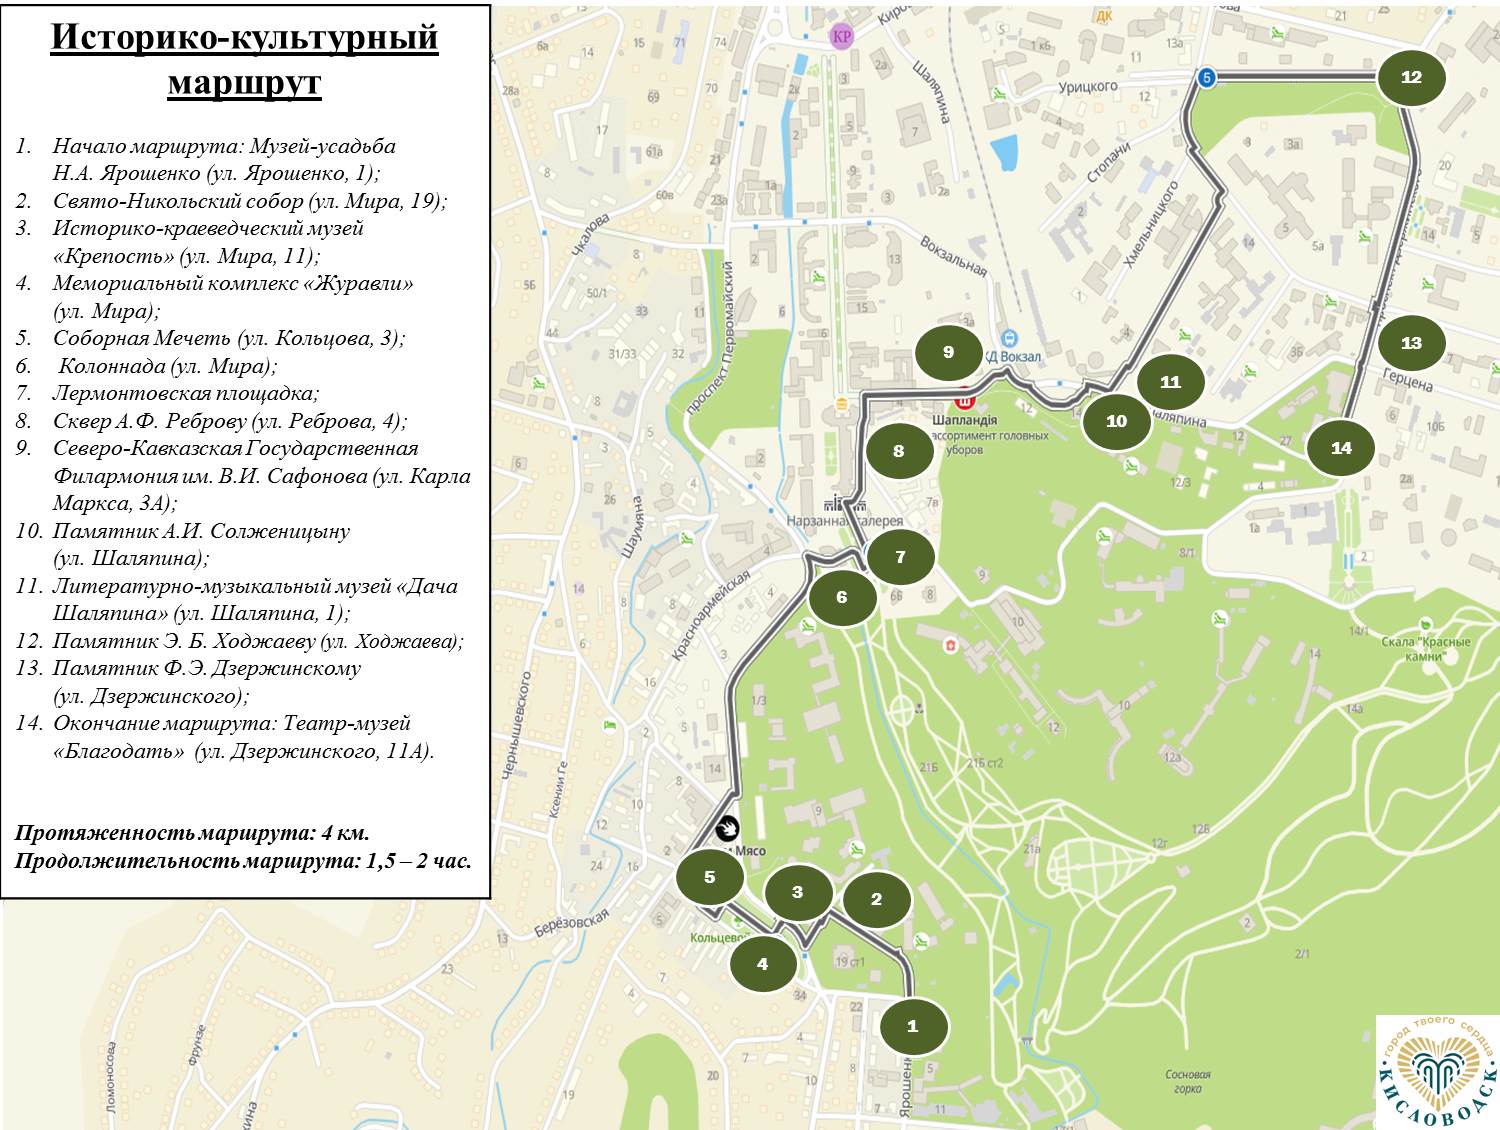 Историко-культурный
маршрут
1. Начало маршрута: Музей-усадьба
Н.А. Ярошенко (ул. Ярошенко, 1);
2. Свято-Никольский собор (ул. Мира, 19);
3. Историко-краеведческий музей
«Крепость» (ул. Мира, 11);
4. Мемориальный комплекс «Журавли»
(ул. Мира);
5. Соборная Мечеть (ул. Кольцова, 3);
6. Колоннада (ул. Мира);
7. Лермонтовская площадка;
8. Сквер А.Ф. Реброву (ул. Реброва, 4);
9. Северо-Кавказская Государственная
Филармония им. В.И. Сафонова (ул. Карла
Маркса, 3А);
10. Памятник А.И. Солженицыну
(ул. Шаляпина);
11. Литературно-музыкальный музей «Дача
Шаляпина» (ул. Шаляпина, 1);
12. Памятник Э. Б. Ходжаеву (ул. Ходжаева);
13. Памятник Ф.Э. Дзержинскому
(ул. Дзержинского);
14. Окончание маршрута: Театр-музей
«Благодать» (ул. Дзержинского, 11А).
Протяженность маршрута: 4 км.
Продолжительность маршрута: 1,5 – 2 час.
КР
ДК
Шаляпина
Урицкого
5
12
Стопани
Хмельницкого
Чкалова
Вокзальная
проспект Первомайский
9
КД Вокзал
13
Герцена
11
10
Шапландія
ассортимент головных
уборов
8
14
Нарзанная галерея
Шаумяна
7
6
Красноармейская
Скала "Красные
камни"
Чернышевского
Ксении Ге
Мясо
5
3
2
Берёзовская
Кольцевой
4
1
Ярошенко
Фрунзе
Ломоносова
Сосновая
горка
город твоего сердца
КИСЛОВОДСК